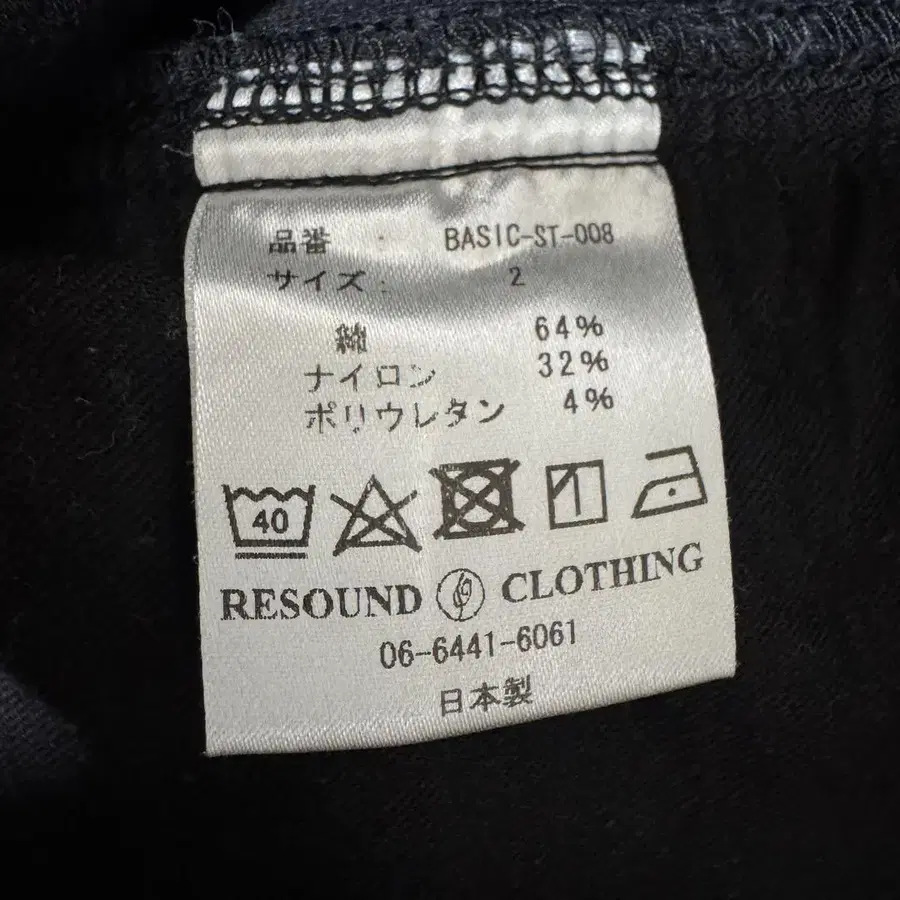 品番 : BASIC-ST-008
サイズ : 2
綿 64%
ナイロン 32%
ポリウレタン 4%
40
RESOUND CLOTHING
06-6441-6061
日本製